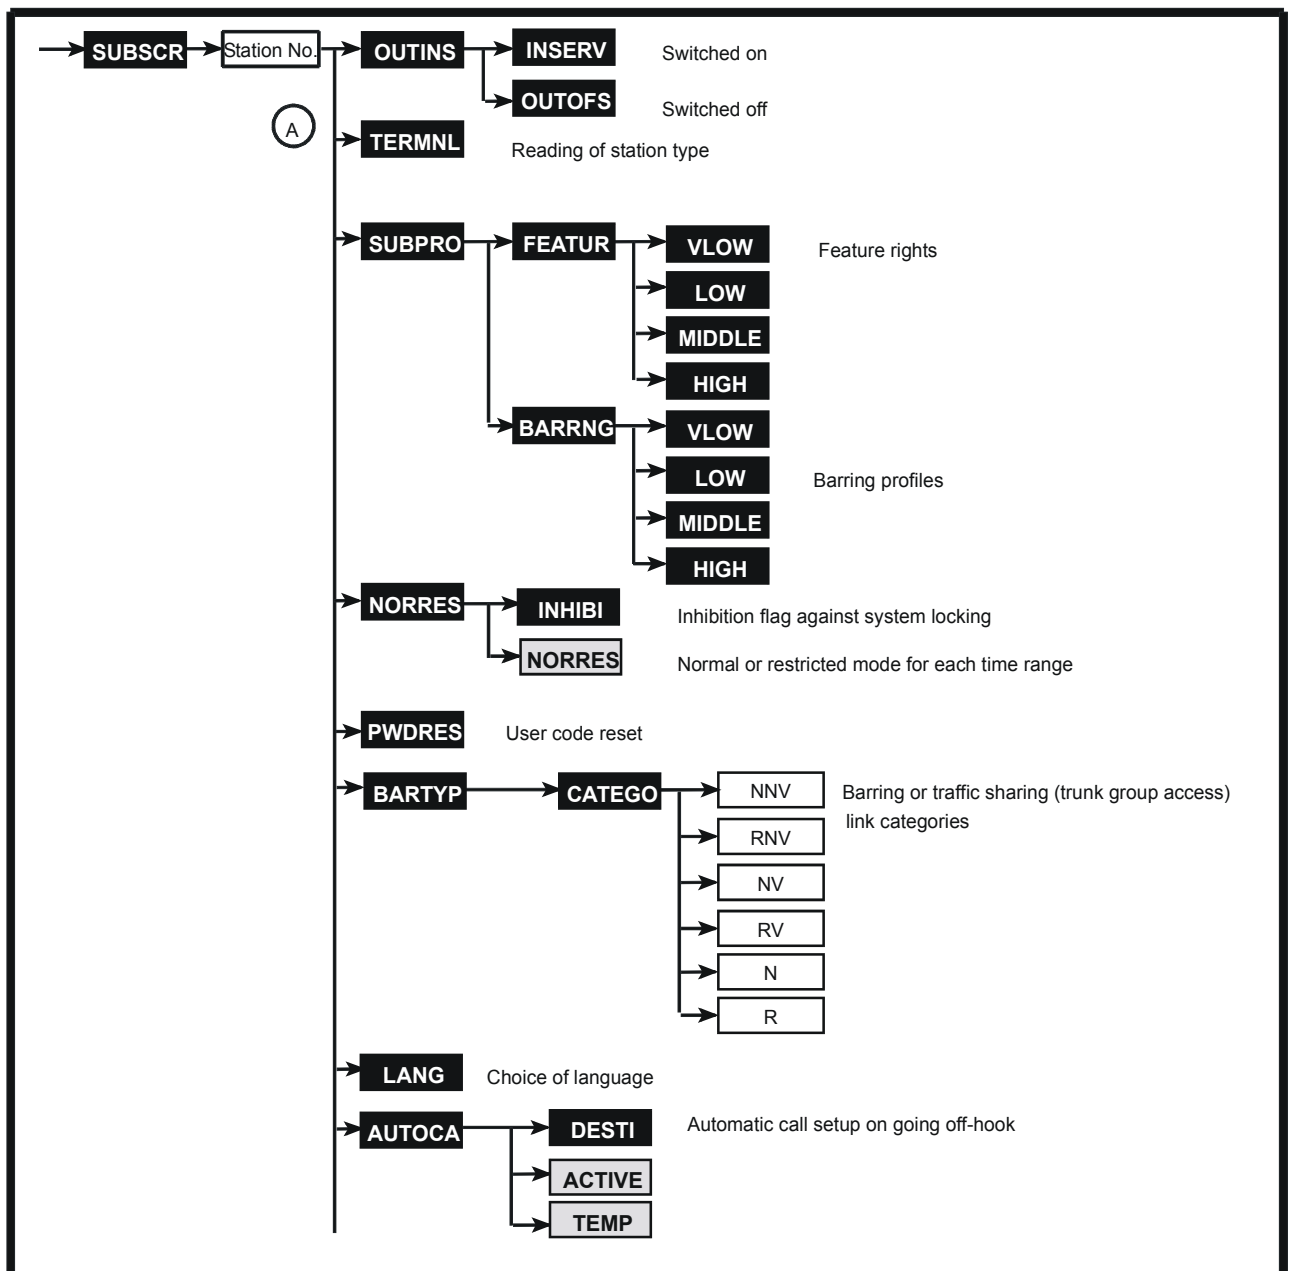 SUBSCR
Station No.
OUTINS
INSERV
Switched on
OUTOFS
Switched off
A
TERMNL
Reading of station type
SUBPRO
FEATUR
VLOW
Feature rights
LOW
MIDDLE
HIGH
BARRNG
VLOW
LOW
Barring profiles
MIDDLE
HIGH
NORRES
INHIBI
Inhibition flag against system locking
NORRES
Normal or restricted mode for each time range
PWDRES
User code reset
BARTYP
CATEGO
NNV
Barring or traffic sharing (trunk group access)
link categories
RNV
NV
RV
N
R
LANG
Choice of language
AUTOCA
DESTI
Automatic call setup on going off-hook
ACTIVE
TEMP